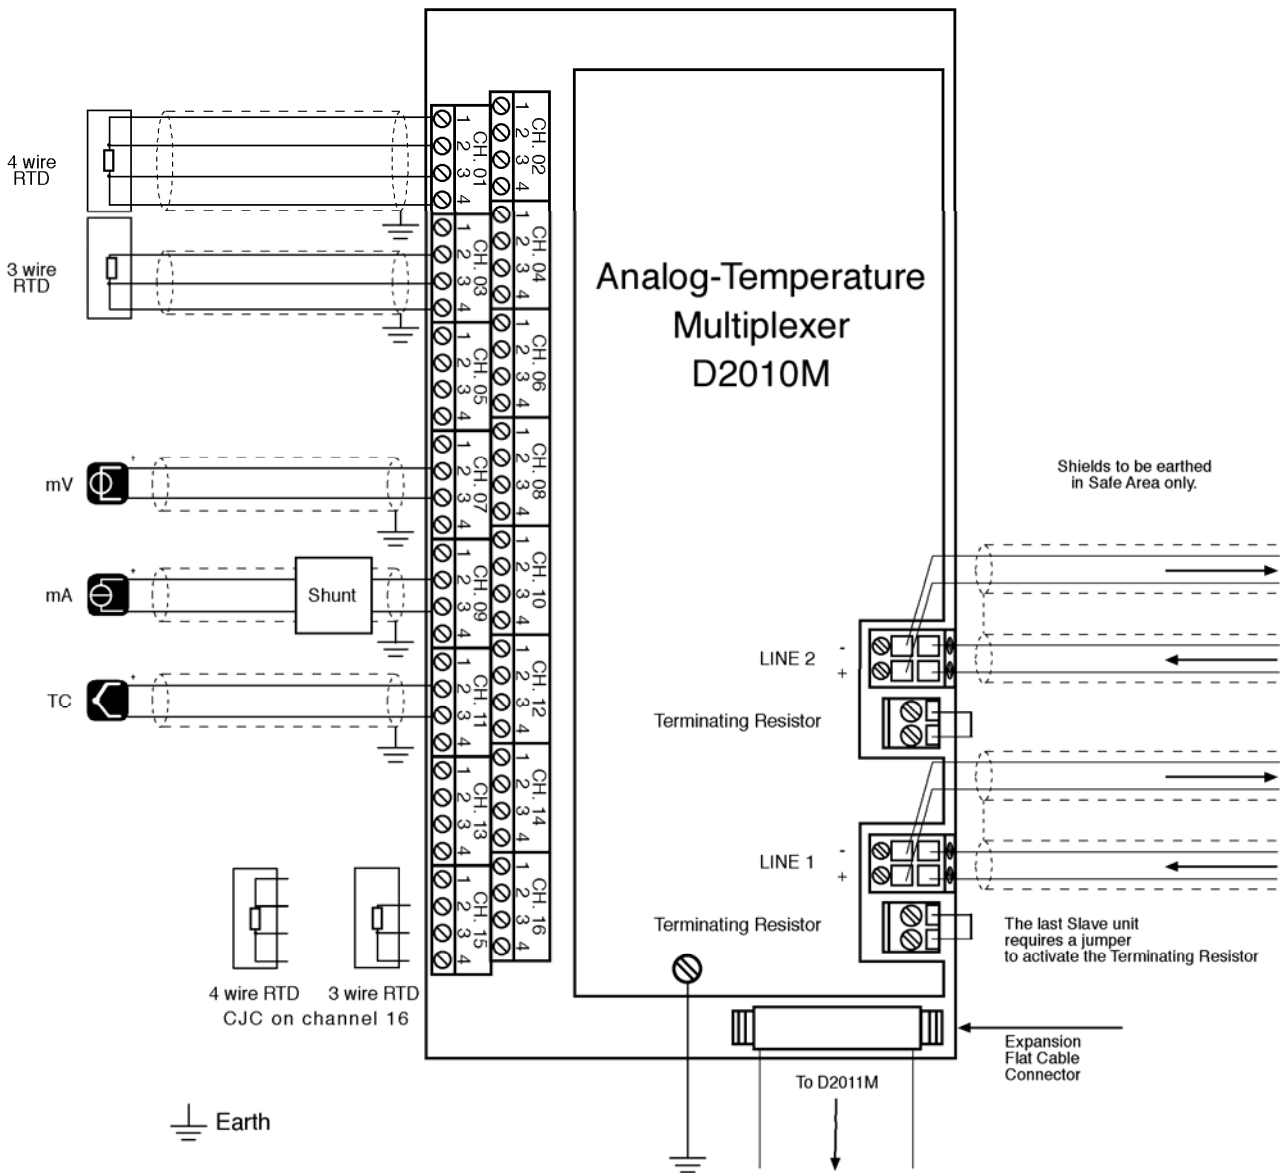 Analog-Temperature
Multiplexer
D2010M
4 wire
RTD
3 wire
RTD
mV
+
mA
+
Shunt
TC
+
1
2
3
4
CH. 01
1
2
3
4
CH. 02
1
2
3
4
CH. 03
1
2
3
4
CH. 04
1
2
3
4
CH. 05
1
2
3
4
CH. 06
1
2
3
4
CH. 07
1
2
3
4
CH. 08
1
2
3
4
CH. 09
1
2
3
4
CH. 10
1
2
3
4
CH. 11
1
2
3
4
CH. 12
1
2
3
4
CH. 13
1
2
3
4
CH. 14
1
2
3
4
CH. 15
1
2
3
4
CH. 16
Shields to be earthed
in Safe Area only.
LINE 2
-
+
Terminating Resistor
LINE 1
-
+
Terminating Resistor
The last Slave unit
requires a jumper
to activate the Terminating Resistor
4 wire RTD
3 wire RTD
CJC on channel 16
Expansion
Flat Cable
Connector
To D2011M
Earth